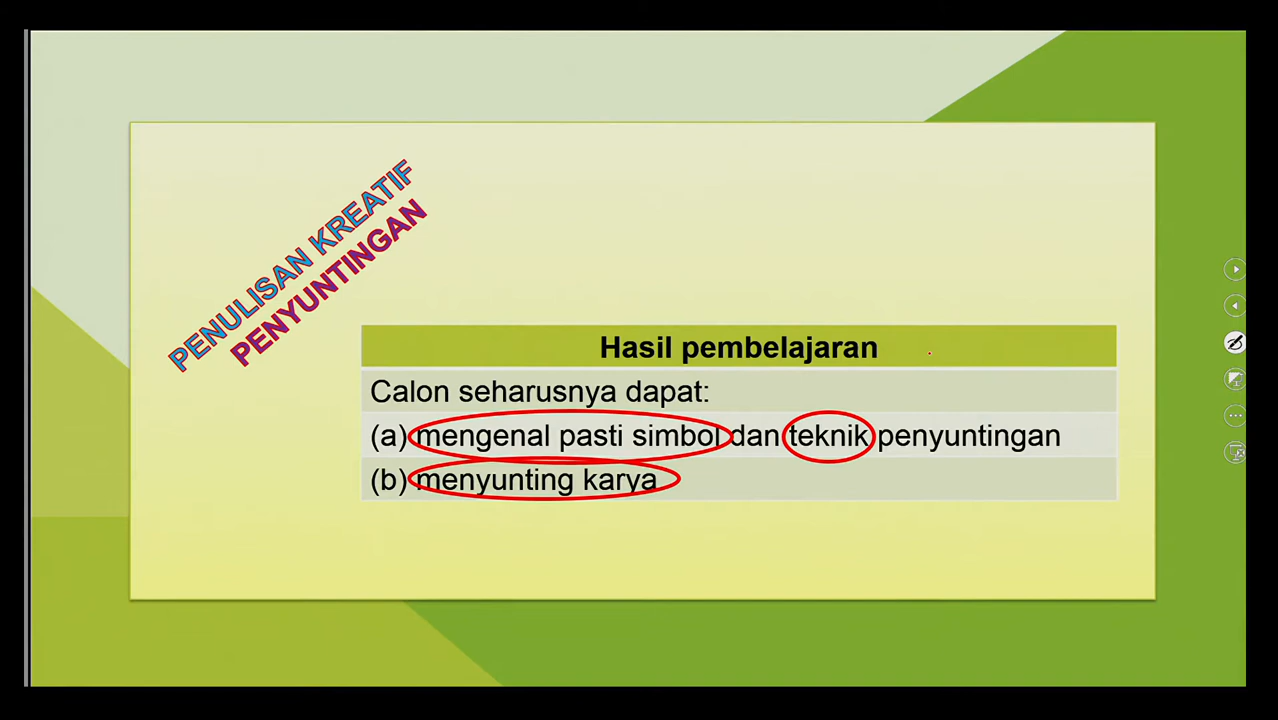 PENULISAN KREATIF
PENYUNTINGAN
Hasil pembelajaran
Calon seharusnya dapat:
(a) mengenal pasti simbol dan teknik penyuntingan
(b) menyunting karya